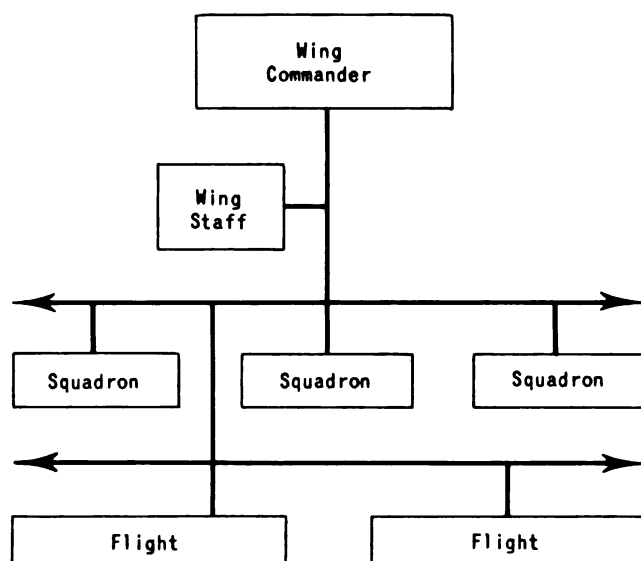 Wing
Commander
Wing
Staff
Squadron
Squadron
Squadron
Flight
Flight